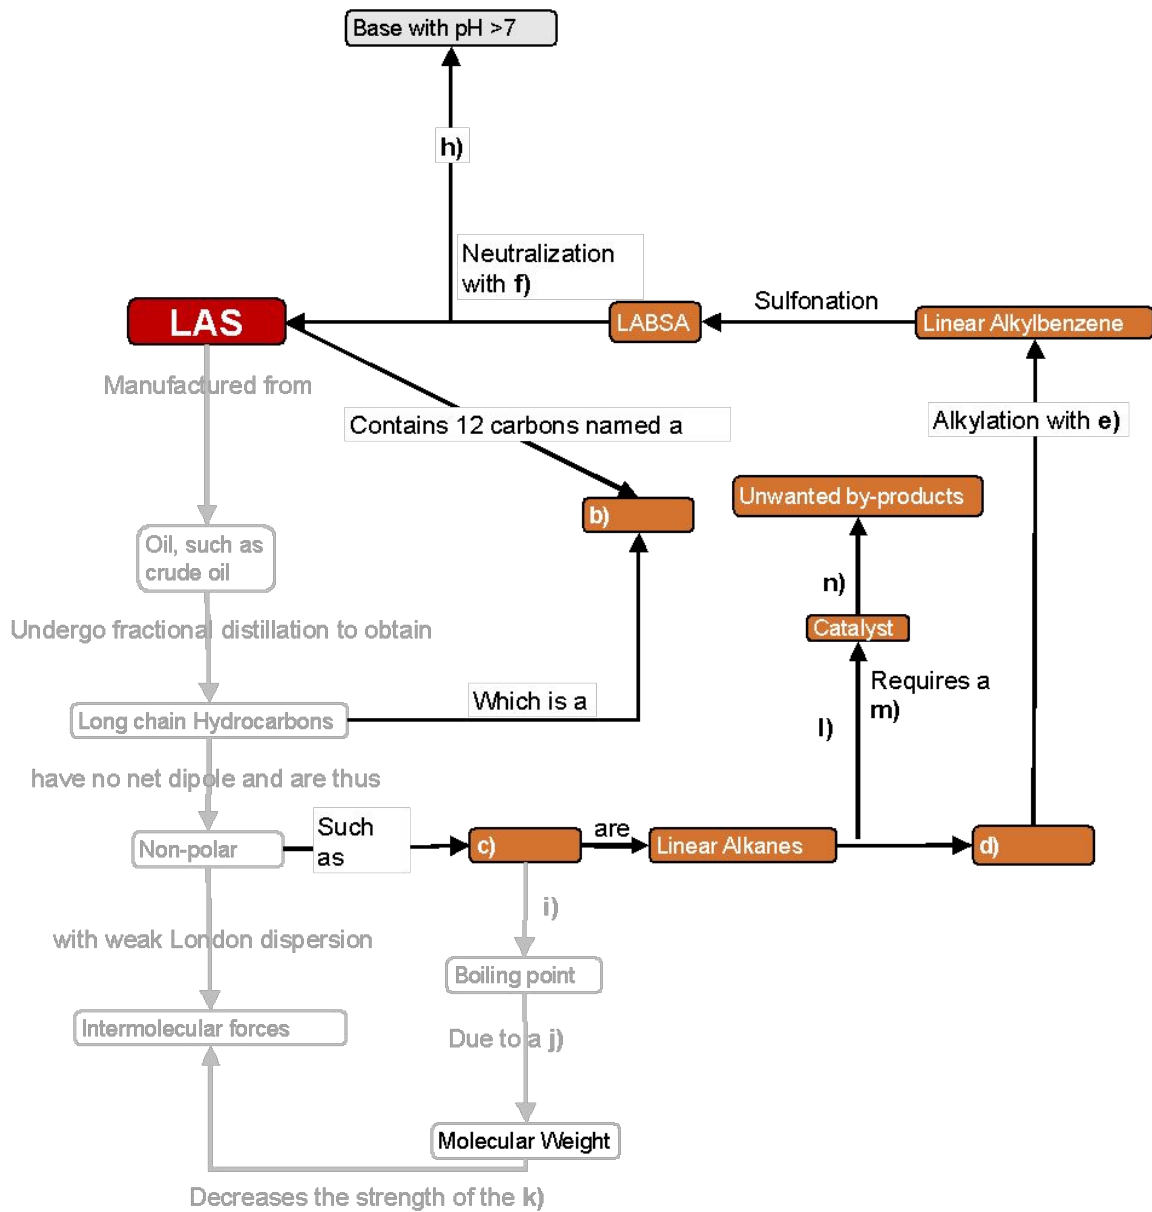 Base with pH >7
h)
Neutralization
with f)
Sulfonation
LAS
LABSA
Linear Alkylbenzene
Manufactured from
Contains 12 carbons named a
Alkylation with e)
Unwanted by-products
b)
Oil, such as
crude oil
n)
Catalyst
Undergo fractional distillation to obtain
Requires a
m)
Which is a
Long chain Hydrocarbons
l)
have no net dipole and are thus
Such
as
are
Non-polar
c)
Linear Alkanes
d)
i)
with weak London dispersion
Boiling point
Intermolecular forces
Due to a j)
Molecular Weight
Decreases the strength of the k)